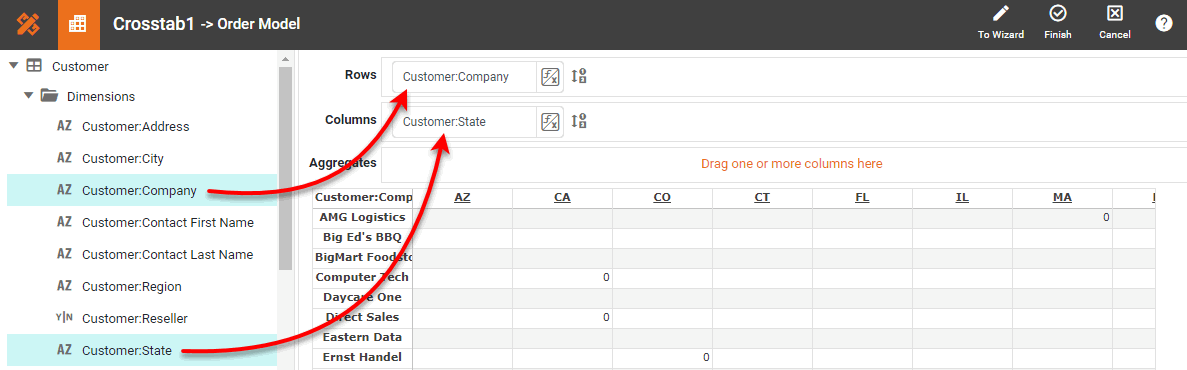 Crosstab1 -> Order Model
To Wizard
Finish
Cancel
?
Customer
Dimensions
AZ Customer:Address
AZ Customer:City
AZ Customer:Company
AZ Customer:Contact First Name
AZ Customer:Contact Last Name
AZ Customer:Region
Y|N Customer:Reseller
AZ Customer:State
Rows Customer:Company
Columns Customer:State
Aggregates Drag one or more columns here
Customer:Comp AZ CA CO CT FL IL MA
AMG Logistics 0
Big Ed's BBQ
BigMart Foodsto
Computer Tech 0
Daycare One
Direct Sales 0
Eastern Data
Ernst Handel 0